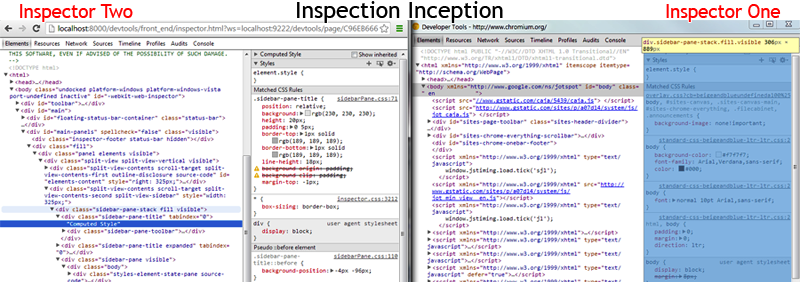 Inspector Two
Inspection Inception
Inspector One
localhost:8000/devtools/front_end/inspector.html?ws=localhost:9222/devtools/page/C96EB666
Elements Resources Network Sources Timeline Profiles Audits Console
THIS SOFTWARE, EVEN IF ADVISED OF THE POSSIBILITY OF SUCH DAMAGE.
-->
<!DOCTYPE html>
▼<html>
▶<head>…</head>
▼<body class="undocked platform-windows platform-windows-vista
port-undefined inactive" id="-webkit-web-inspector">
▶<div id="toolbar">…</div>
▼<div id="main">
▶<div id="floating-status-bar-container" class="status-bar">
…</div>
▼<div id="main-panels" spellcheck="false" class="visible
inspector-footer status-bar hidden"></div>
▼<div class="fill">
▼<div class="panel elements visible">
▼<div class="split-view split-view-vertical visible">
▶<div class="split-view-contents scroll-target split-
view-contents-first outline-disclosure source-code" id=
"elements-content" style="right: 325px;">…</div>
▼<div class="split-view-contents scroll-target split-
view-contents-second split-view-sidebar" style="width:
325px;">
▼<div class="sidebar-pane-stack fill visible">
▼<div class="sidebar-pane-title" tabindex="0">
"Computed Style"
▶<div class="sidebar-pane-toolbar">…</div>
</div>
▶<div class="sidebar-pane-title expanded" tabindex=
"0">…</div>
▼<div class="sidebar-pane visible">
▼<div class="body">
▶<div class="styles-element-state-pane source-
code">…</div>
▶ Computed Style Show inherited
▼ Styles
element.style {
}
Matched CSS Rules
.sidebar-pane-title { sidebarPane.css:71
position: relative;
background: rgb(230, 230, 230);
height: 20px;
padding: 0 5px;
border-top: 1px solid
rgb(189, 189, 189);
border-bottom: 1px solid
rgb(189, 189, 189);
line-height: 18px;
background-origin: padding;
background-clip: padding;
margin-top: -1px;
}
* { inspector.css:3212
box-sizing: border-box;
}
div { user agent stylesheet
display: block;
}
Pseudo ::before element
.sidebar-pane- sidebarPane.css
title::before {
background-position: -4px -96px;
Developer Tools - http://www.chromium.org/
Elements Resources Network Sources Timeline Profiles Audits Console
<!DOCTYPE html PUBLIC "-//W3C//DTD XHTML 1.0 Transitional//EN"
"http://www.w3.org/TR/xhtml1/DTD/xhtml1-transitional.dtd">
▼<html xmlns="http://www.w3.org/1999/xhtml" itemscope itemtype=
"http://schema.org/WebPage">
▶<head>…</head>
▼<body xmlns="http://www.google.com/ns/jotspot" id="body" class="
en
<script src="//www.gstatic.com/caja/5439/caja.js"> </script>
<script src="http://www.gstatic.com/sites/p/a07d14/system/js/
jot_caja.js"></script>
▶<div id="sites-page-toolbar" class="sites-header-divider">
…</div>
▶<div id="sites-chrome-everything-scrollbar">…</div>
▶<div id="sites-chrome-onebar-footer">
</div>
▼<script xmlns="http://www.w3.org/1999/xhtml" type="text/
javascript">
window.jstiming.load.tick('sjl');
</script>
<script xmlns="http://www.w3.org/1999/xhtml" src="http://
www.gstatic.com/sites/p/a07d14/system/js/
jot_min_view__en.js"></script>
▼<script xmlns="http://www.w3.org/1999/xhtml" type="text/
javascript">
window.jstiming.load.tick('jl');
</script>
▶<script xmlns="http://www.w3.org/1999/xhtml" type="text/
javascript">…</script>
▶<script xmlns="http://www.w3.org/1999/xhtml" type="text/
javascript" defer="true">…</script>
▶<script xmlns="http://www.w3.org/1999/xhtml" type="text/
javascript">…</script>
div.sidebar-pane-stack.fill.visible 306px ×
809px
▼ Styles
element.style {
}
Matched CSS Rules
body, .sites-canvas-main,
background-image: none!important;
}
body {
background-color: #f7f7f7;
font-family: Arial,Verdana,sans-serif;
color: #000;
}
body {
font: normal 10pt Arial,sans-serif;
}
html, body {
padding: 0;
margin: 0;
direction: ltr;
}
body { user agent stylesheet
display: block;
margin: 8px;
}